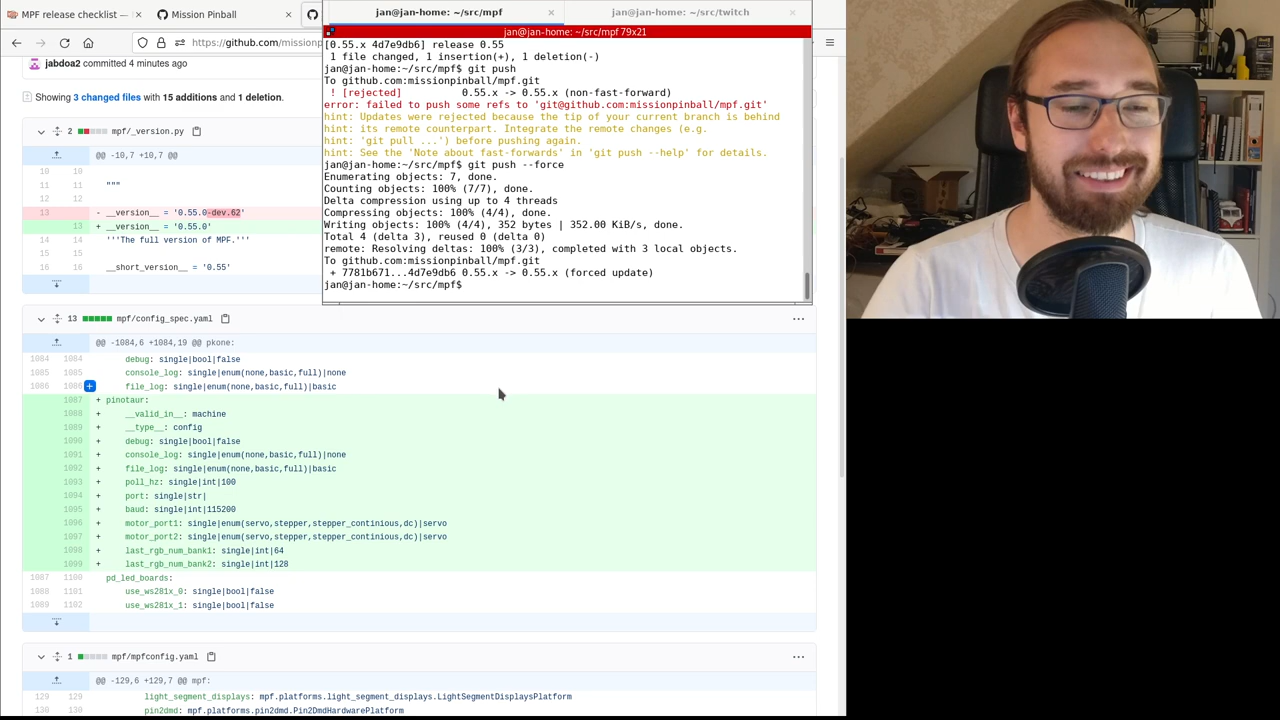 MPF release checklist —
Mission Pinball
jan@jan-home: ~/src/mpf
jan@jan-home: ~/src/twitch
jan@jan-home: ~/src/mpf 79x21
https://github.com/missionp
[0.55.x 4d7e9db6] release 0.55
1 file changed, 1 insertion(+), 1 deletion(-)
jan@jan-home:~/src/mpf$ git push
To github.com:missionpinball/mpf.git
! [rejected] 0.55.x -> 0.55.x (non-fast-forward)
error: failed to push some refs to 'git@github.com:missionpinball/mpf.git'
hint: Updates were rejected because the tip of your current branch is behind
hint: its remote counterpart. Integrate the remote changes (e.g.
hint: 'git pull ...') before pushing again.
hint: See the 'Note about fast-forwards' in 'git push --help' for details.
jan@jan-home:~/src/mpf$ git push --force
Enumerating objects: 7, done.
Counting objects: 100% (7/7), done.
Delta compression using up to 4 threads
Compressing objects: 100% (4/4), done.
Writing objects: 100% (4/4), 352 bytes | 352.00 KiB/s, done.
Total 4 (delta 3), reused 0 (delta 0)
remote: Resolving deltas: 100% (3/3), completed with 3 local objects.
To github.com:missionpinball/mpf.git
+ 7781b671...4d7e9db6 0.55.x -> 0.55.x (forced update)
jan@jan-home:~/src/mpf$
jabdoa2 committed 4 minutes ago
Showing 3 changed files with 15 additions and 1 deletion.
2 mpf/_version.py
@@ -10,7 +10,7 @@
10 10
11 11 """
12 12
13 - __version__ = '0.55.0-dev.62'
13 + __version__ = '0.55.0'
14 14 '''The full version of MPF.'''
15 15
16 16 __short_version__ = '0.55'
13 mpf/config_spec.yaml
@@ -1084,6 +1084,19 @@ pkone:
1084 1084 debug: single|bool|false
1085 1085 console_log: single|enum(none,basic,full)|none
1086 1086 file_log: single|enum(none,basic,full)|basic
1087 + pinotaur:
1088 + __valid_in__: machine
1089 + __type__: config
1090 + debug: single|bool|false
1091 + console_log: single|enum(none,basic,full)|none
1092 + file_log: single|enum(none,basic,full)|basic
1093 + poll_hz: single|int|100
1094 + port: single|str|
1095 + baud: single|int|115200
1096 + motor_port1: single|enum(servo,stepper,stepper_continious,dc)|servo
1097 + motor_port2: single|enum(servo,stepper,stepper_continious,dc)|servo
1098 + last_rgb_num_bank1: single|int|64
1099 + last_rgb_num_bank2: single|int|128
1087 1100 pd_led_boards:
1088 1101 use_ws281x_0: single|bool|false
1089 1102 use_ws281x_1: single|bool|false
1 mpf/mpfconfig.yaml
@@ -129,6 +129,7 @@ mpf:
129 129 light_segment_displays: mpf.platforms.light_segment_displays.LightSegmentDisplaysPlatform
130 130 pin2dmd: mpf.platforms.pin2dmd.Pin2DmdHardwarePlatform